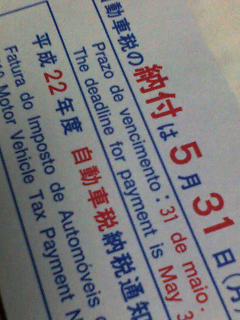 自動車税の納付は5月31日(月)
Prazo de vencimento : 31 de maio.
The deadline for payment is May 3
平成22年度 自動車税納税通知
Fatura do Imposto de Automóveis
Motor Vehicle Tax Payment